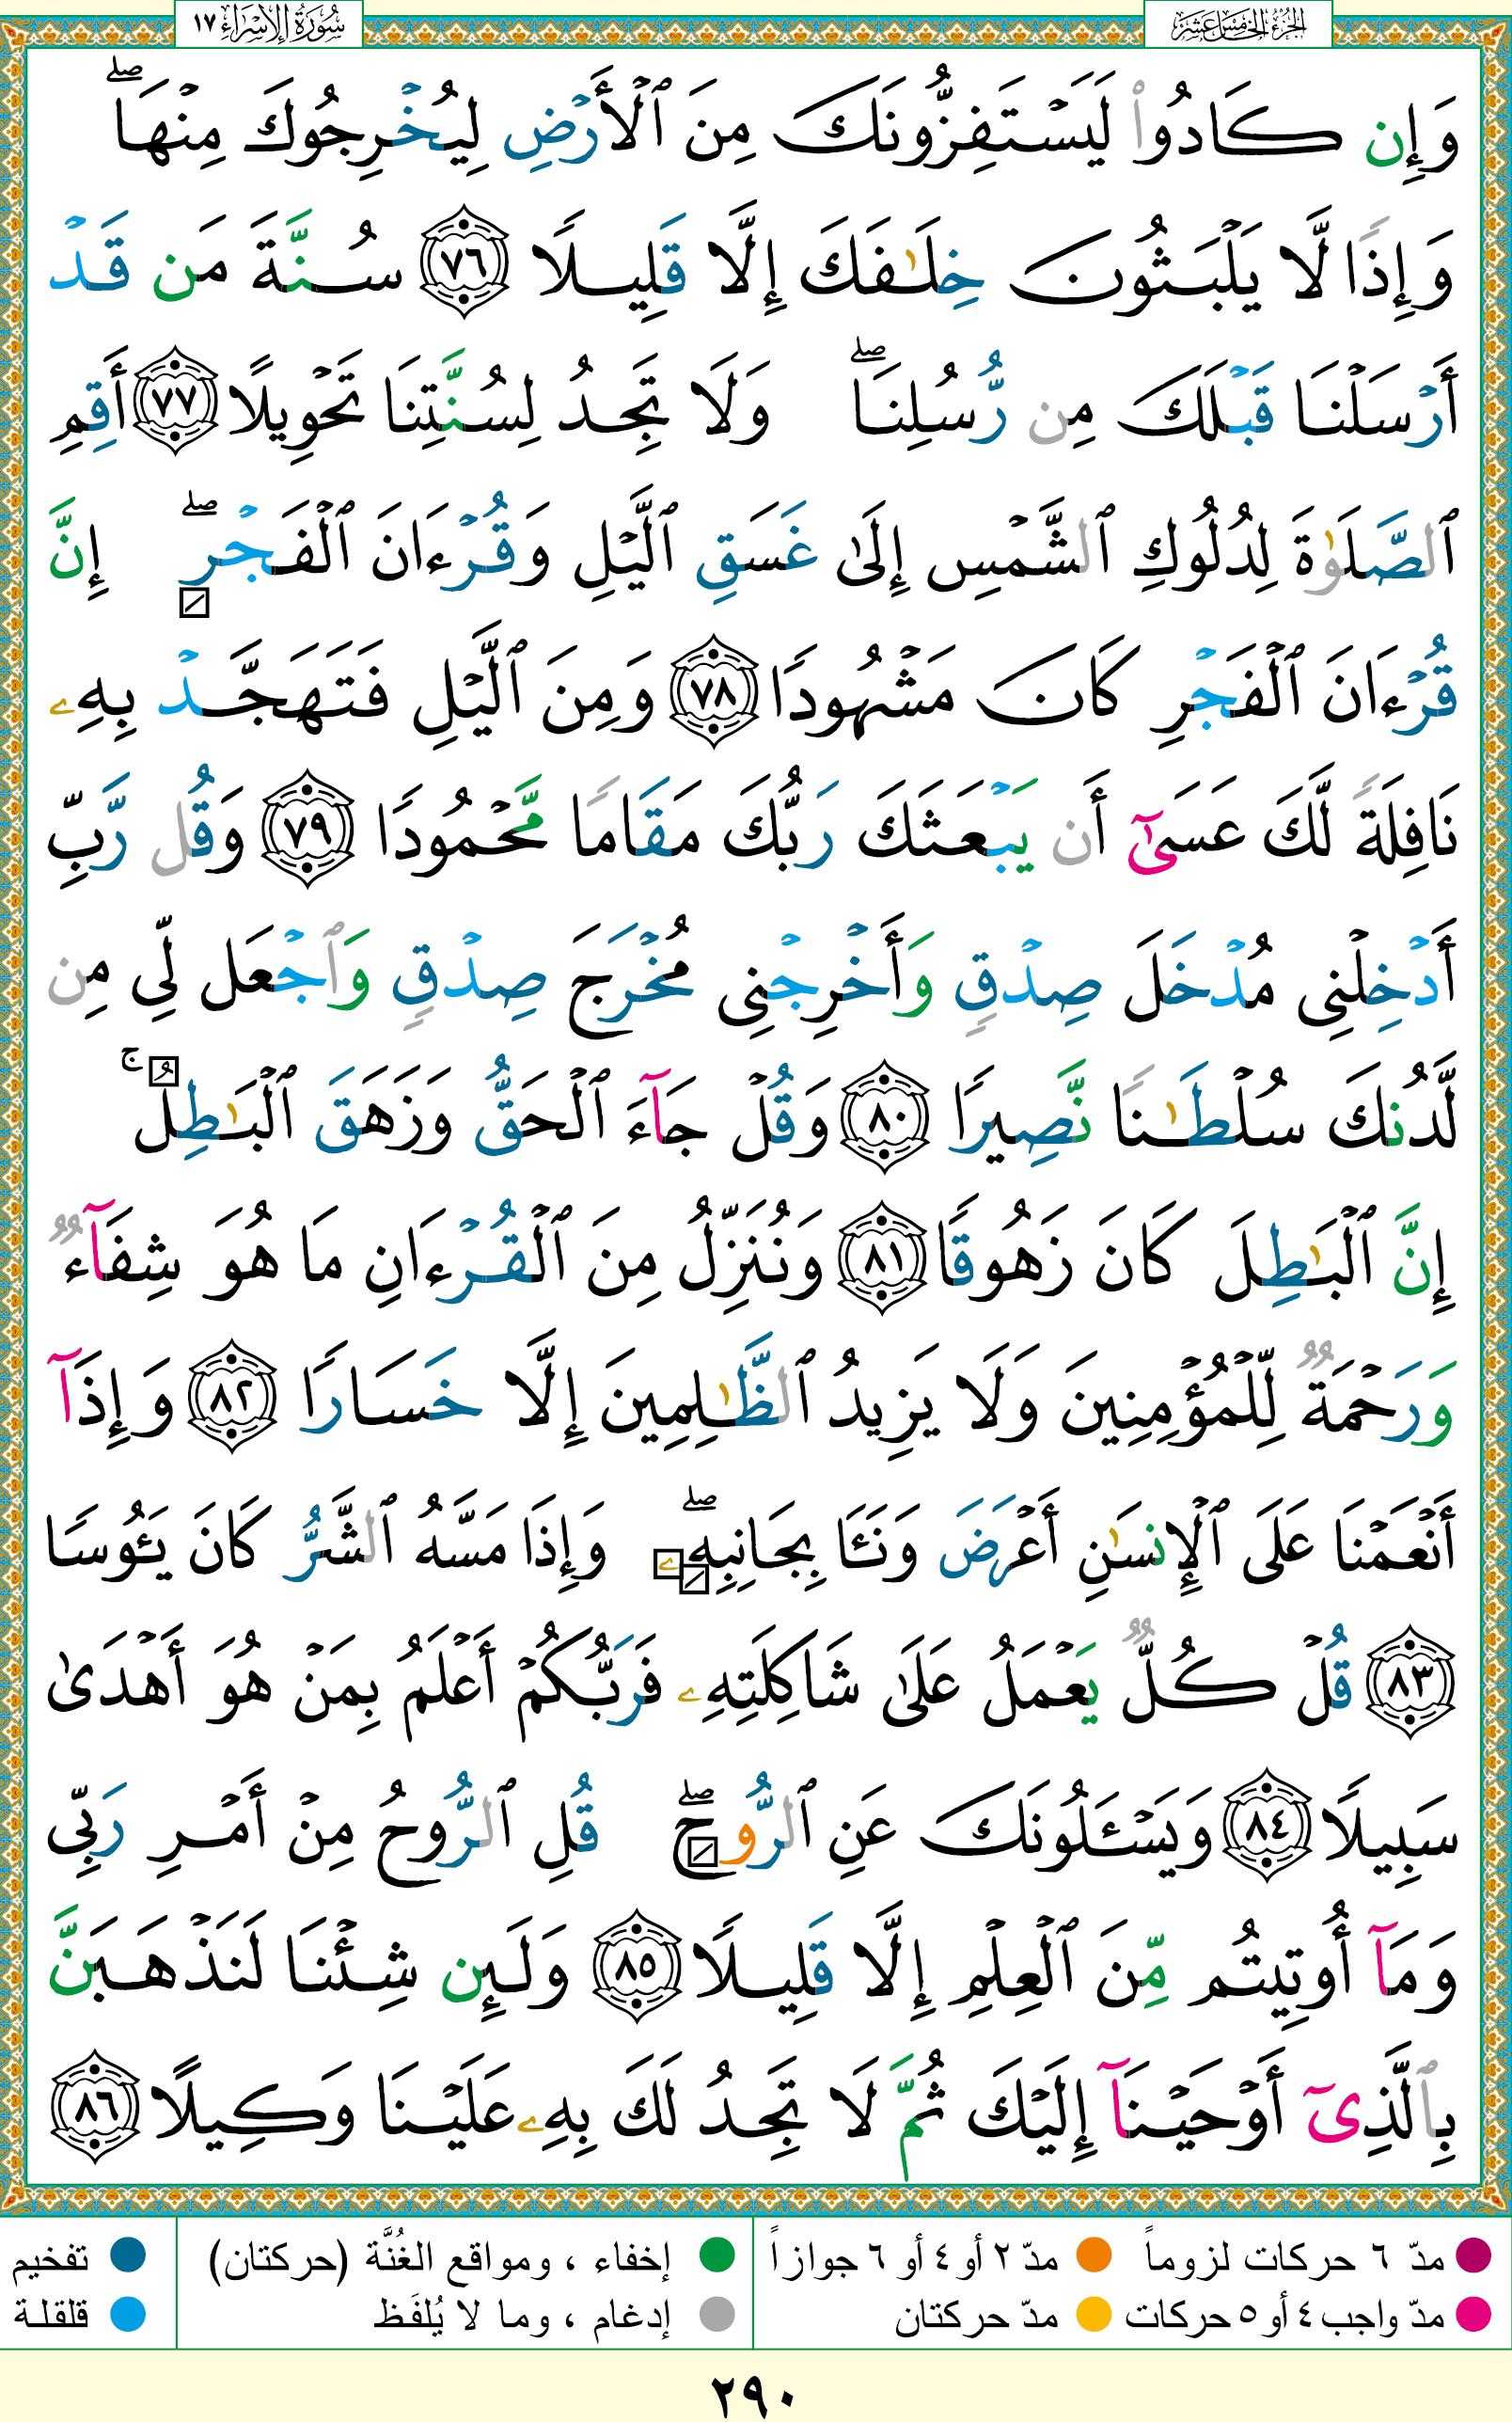 الجزء الخامس عشر
سورة الإسراء ١٧
وَإِن كَادُوا۟ لَيَسْتَفِزُّونَكَ مِنَ ٱلْأَرْضِ لِيُخْرِجُوكَ مِنْهَا ۖ
وَإِذًا لَّا يَلْبَثُونَ خِلَـٰفَكَ إِلَّا قَلِيلًا ٧٦ سُنَّةَ مَن قَدْ
أَرْسَلْنَا قَبْلَكَ مِن رُّسُلِنَا ۖ وَلَا تَجِدُ لِسُنَّتِنَا تَحْوِيلًا ٧٧ أَقِمِ
ٱلصَّلَوٰةَ لِدُلُوكِ ٱلشَّمْسِ إِلَىٰ غَسَقِ ٱلَّيْلِ وَقُرْءَانَ ٱلْفَجْرِ ۖ إِنَّ
قُرْءَانَ ٱلْفَجْرِ كَانَ مَشْهُودًا ٧٨ وَمِنَ ٱلَّيْلِ فَتَهَجَّدْ بِهِۦ
نَافِلَةً لَّكَ عَسَىٰٓ أَن يَبْعَثَكَ رَبُّكَ مَقَامًا مَّحْمُودًا ٧٩ وَقُل رَّبِّ
أَدْخِلْنِى مُدْخَلَ صِدْقٍ وَأَخْرِجْنِى مُخْرَجَ صِدْقٍ وَٱجْعَل لِّى مِن
لَّدُنكَ سُلْطَـٰنًا نَّصِيرًا ٨٠ وَقُلْ جَآءَ ٱلْحَقُّ وَزَهَقَ ٱلْبَـٰطِلُ ۚ
إِنَّ ٱلْبَـٰطِلَ كَانَ زَهُوقًا ٨١ وَنُنَزِّلُ مِنَ ٱلْقُرْءَانِ مَا هُوَ شِفَآءٌ
وَرَحْمَةٌ لِّلْمُؤْمِنِينَ وَلَا يَزِيدُ ٱلظَّـٰلِمِينَ إِلَّا خَسَارًا ٨٢ وَإِذَآ
أَنْعَمْنَا عَلَى ٱلْإِنسَـٰنِ أَعْرَضَ وَنَـَٔا بِجَانِبِهِۦ ۖ وَإِذَا مَسَّهُ ٱلشَّرُّ كَانَ يَـُٔوسًا
٨٣ قُلْ كُلٌّ يَعْمَلُ عَلَىٰ شَاكِلَتِهِۦ فَرَبُّكُمْ أَعْلَمُ بِمَنْ هُوَ أَهْدَىٰ
سَبِيلًا ٨٤ وَيَسْـَٔلُونَكَ عَنِ ٱلرُّوحِ ۖ قُلِ ٱلرُّوحُ مِنْ أَمْرِ رَبِّى
وَمَآ أُوتِيتُم مِّنَ ٱلْعِلْمِ إِلَّا قَلِيلًا ٨٥ وَلَئِن شِئْنَا لَنَذْهَبَنَّ
بِٱلَّذِىٓ أَوْحَيْنَآ إِلَيْكَ ثُمَّ لَا تَجِدُ لَكَ بِهِۦ عَلَيْنَا وَكِيلًا ٨٦
مدّ ٦ حركات لزوماً مدّ ٢ أو ٤ أو ٦ جوازاً إخفاء ، ومواقع الغُنَّة (حركتان) تفخيم
مدّ واجب ٤ أو ٥ حركات مدّ حركتان إدغام ، وما لا يُلفَظ قلقلة
٢٩٠